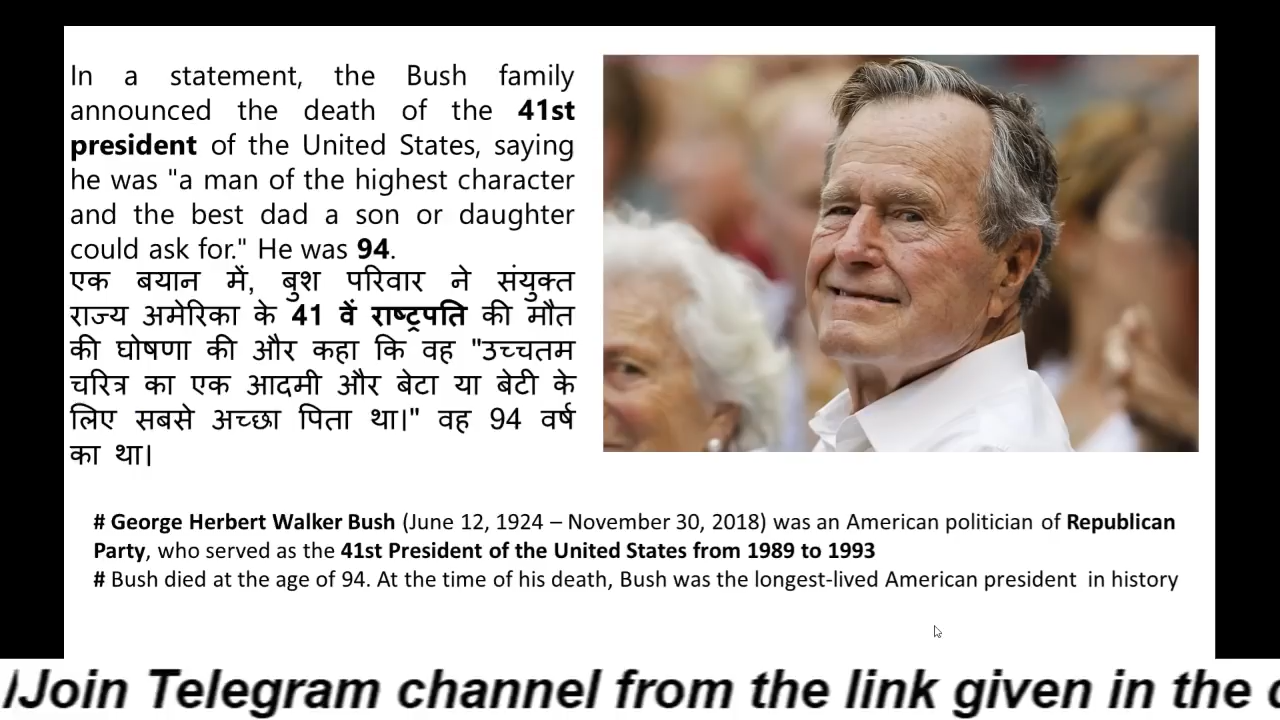 In a statement, the Bush family
announced the death of the 41st
president of the United States, saying
he was "a man of the highest character
and the best dad a son or daughter
could ask for." He was 94.
एक बयान में, बुश परिवार ने संयुक्त
राज्य अमेरिका के 41 वें राष्ट्रपति की मौत
की घोषणा की और कहा कि वह "उच्चतम
चरित्र का एक आदमी और बेटा या बेटी के
लिए सबसे अच्छा पिता था।" वह 94 वर्ष
का था।
# George Herbert Walker Bush (June 12, 1924 – November 30, 2018) was an American politician of Republican
Party, who served as the 41st President of the United States from 1989 to 1993
# Bush died at the age of 94. At the time of his death, Bush was the longest-lived American president in history
/Join Telegram channel from the link given in the